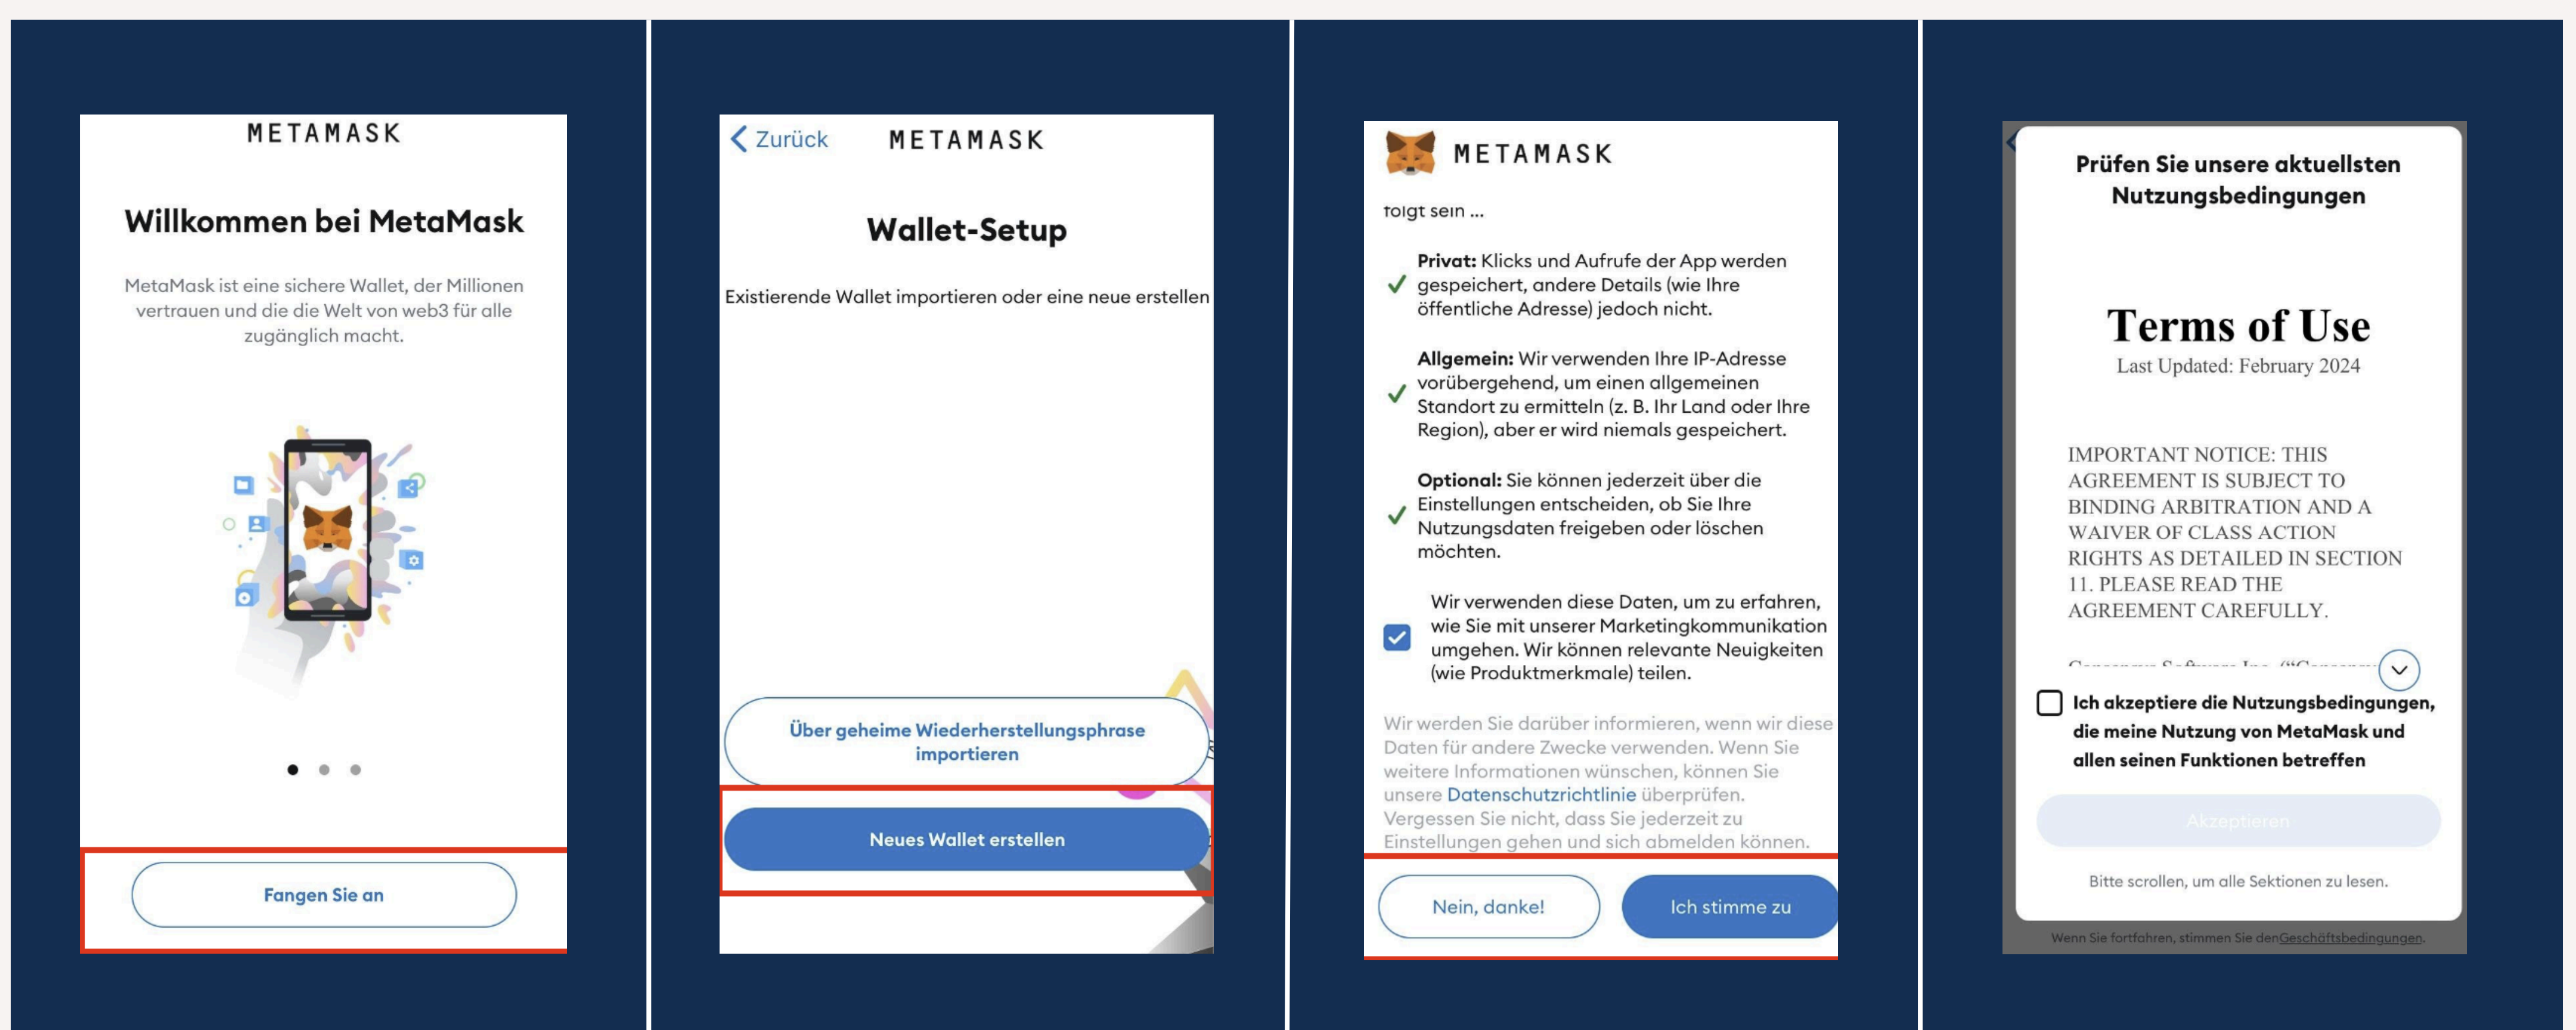 METAMASK
Willkommen bei MetaMask
MetaMask ist eine sichere Wallet, der Millionen
vertrauen und die die Welt von web3 für alle
zugänglich macht.
Fangen Sie an
Zurück
METAMASK
Wallet-Setup
Existierende Wallet importieren oder eine neue erstellen
Über geheime Wiederherstellungsphrase
importieren
Neues Wallet erstellen
METAMASK
folgt sein ...
Privat: Klicks und Aufrufe der App werden
gespeichert, andere Details (wie Ihre
öffentliche Adresse) jedoch nicht.
Allgemein: Wir verwenden Ihre IP-Adresse
vorübergehend, um einen allgemeinen
Standort zu ermitteln (z. B. Ihr Land oder Ihre
Region), aber er wird niemals gespeichert.
Optional: Sie können jederzeit über die
Einstellungen entscheiden, ob Sie Ihre
Nutzungsdaten freigeben oder löschen
möchten.
Wir verwenden diese Daten, um zu erfahren,
wie Sie mit unserer Marketingkommunikation
umgehen. Wir können relevante Neuigkeiten
(wie Produktmerkmale) teilen.
Wir werden Sie darüber informieren, wenn wir diese
Daten für andere Zwecke verwenden. Wenn Sie
weitere Informationen wünschen, können Sie
unsere Datenschutzrichtlinie überprüfen.
Vergessen Sie nicht, dass Sie jederzeit zu
Einstellungen gehen und sich abmelden können.
Nein, danke!
Ich stimme zu
Prüfen Sie unsere aktuellsten
Nutzungsbedingungen
Terms of Use
Last Updated: February 2024
IMPORTANT NOTICE: THIS
AGREEMENT IS SUBJECT TO
BINDING ARBITRATION AND A
WAIVER OF CLASS ACTION
RIGHTS AS DETAILED IN SECTION
11. PLEASE READ THE
AGREEMENT CAREFULLY.
Ich akzeptiere die Nutzungsbedingungen,
die meine Nutzung von MetaMask und
allen seinen Funktionen betreffen
Akzeptieren
Bitte scrollen, um alle Sektionen zu lesen.
Wenn Sie fortfahren, stimmen Sie denGeschäftsbedingungen.